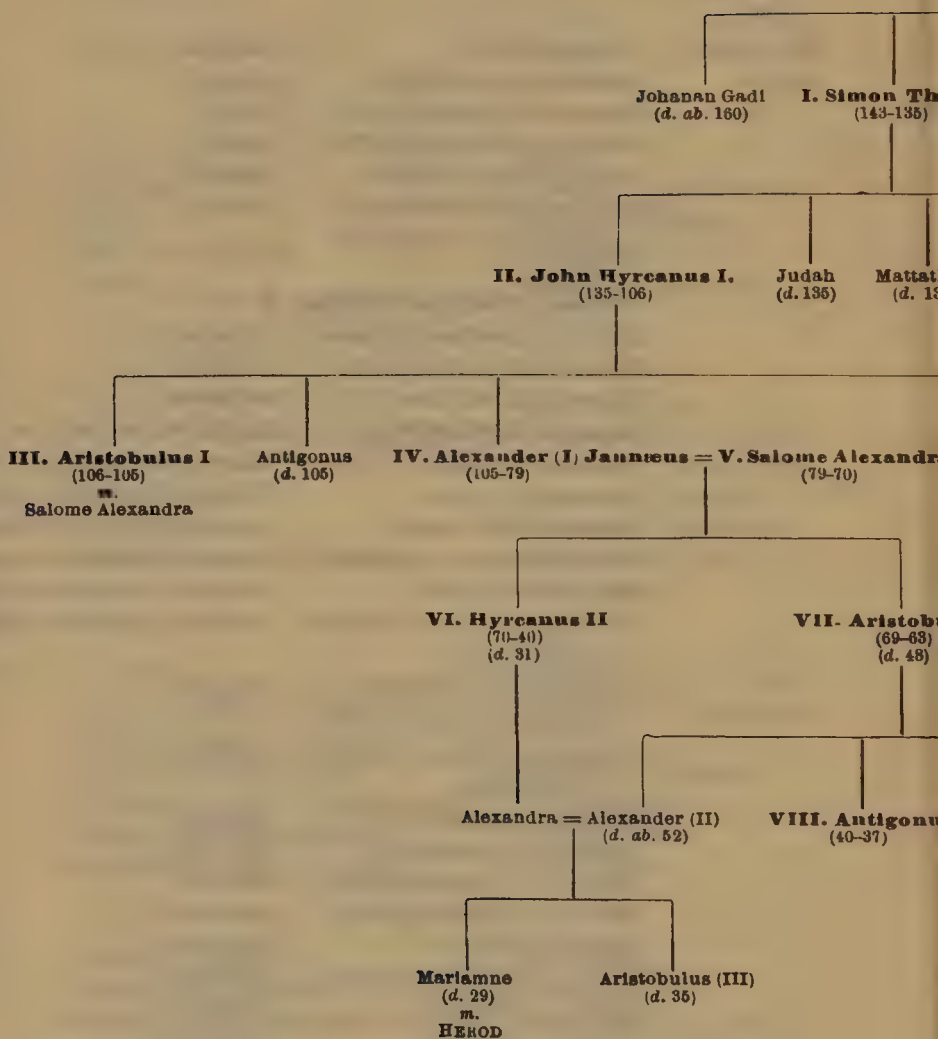 Johanan Gadi I. Simon Th
(d. ab. 160) (143-135)
II. John Hyrcanus I. Judah Mattat
(135-106) (d. 135) (d. 13
III. Aristobulus I Antigonus IV. Alexander (I) Jannæus = V. Salome Alexandra
(106-105) (d. 105) (105-79) (79-70)
m.
Salome Alexandra
VI. Hyrcanus II VII. Aristobu
(70-40) (69-63)
(d. 31) (d. 48)
Alexandra = Alexander (II) VIII. Antigonu
(d. ab. 52) (40-37)
Mariamne Aristobulus (III)
(d. 29) (d. 35)
m.
HEROD